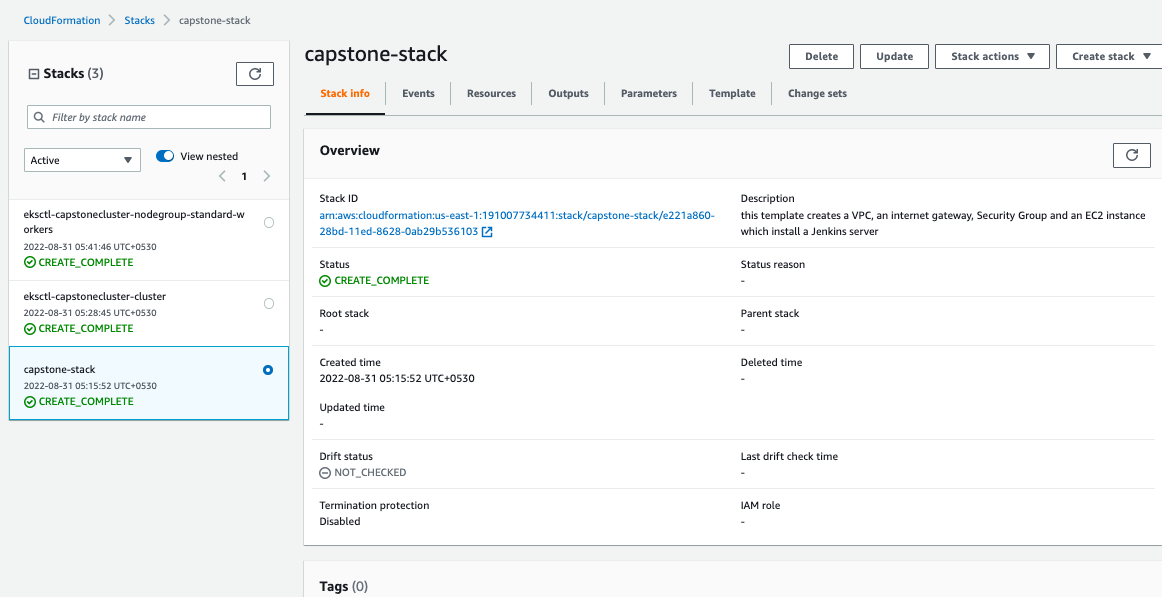 CloudFormation > Stacks > capstone-stack
Stacks (3)
Filter by stack name
Active
View nested
1
eksctl-capstonecluster-nodegroup-standard-w
orkers
2022-08-31 05:41:46 UTC+0530
CREATE_COMPLETE
eksctl-capstonecluster-cluster
2022-08-31 05:28:45 UTC+0530
CREATE_COMPLETE
capstone-stack
2022-08-31 05:15:52 UTC+0530
CREATE_COMPLETE
capstone-stack
Delete
Update
Stack actions
Create stack
Stack info
Events
Resources
Outputs
Parameters
Template
Change sets
Overview
Stack ID
arn:aws:cloudformation:us-east-1:191007734411:stack/capstone-stack/e221a860-
28bd-11ed-8628-0ab29b536103
Description
this template creates a VPC, an internet gateway, Security Group and an EC2 instance
which install a Jenkins server
Status
CREATE_COMPLETE
Status reason
-
Root stack
-
Parent stack
-
Created time
2022-08-31 05:15:52 UTC+0530
Deleted time
-
Updated time
-
Drift status
NOT_CHECKED
Last drift check time
-
Termination protection
Disabled
IAM role
-
Tags (0)